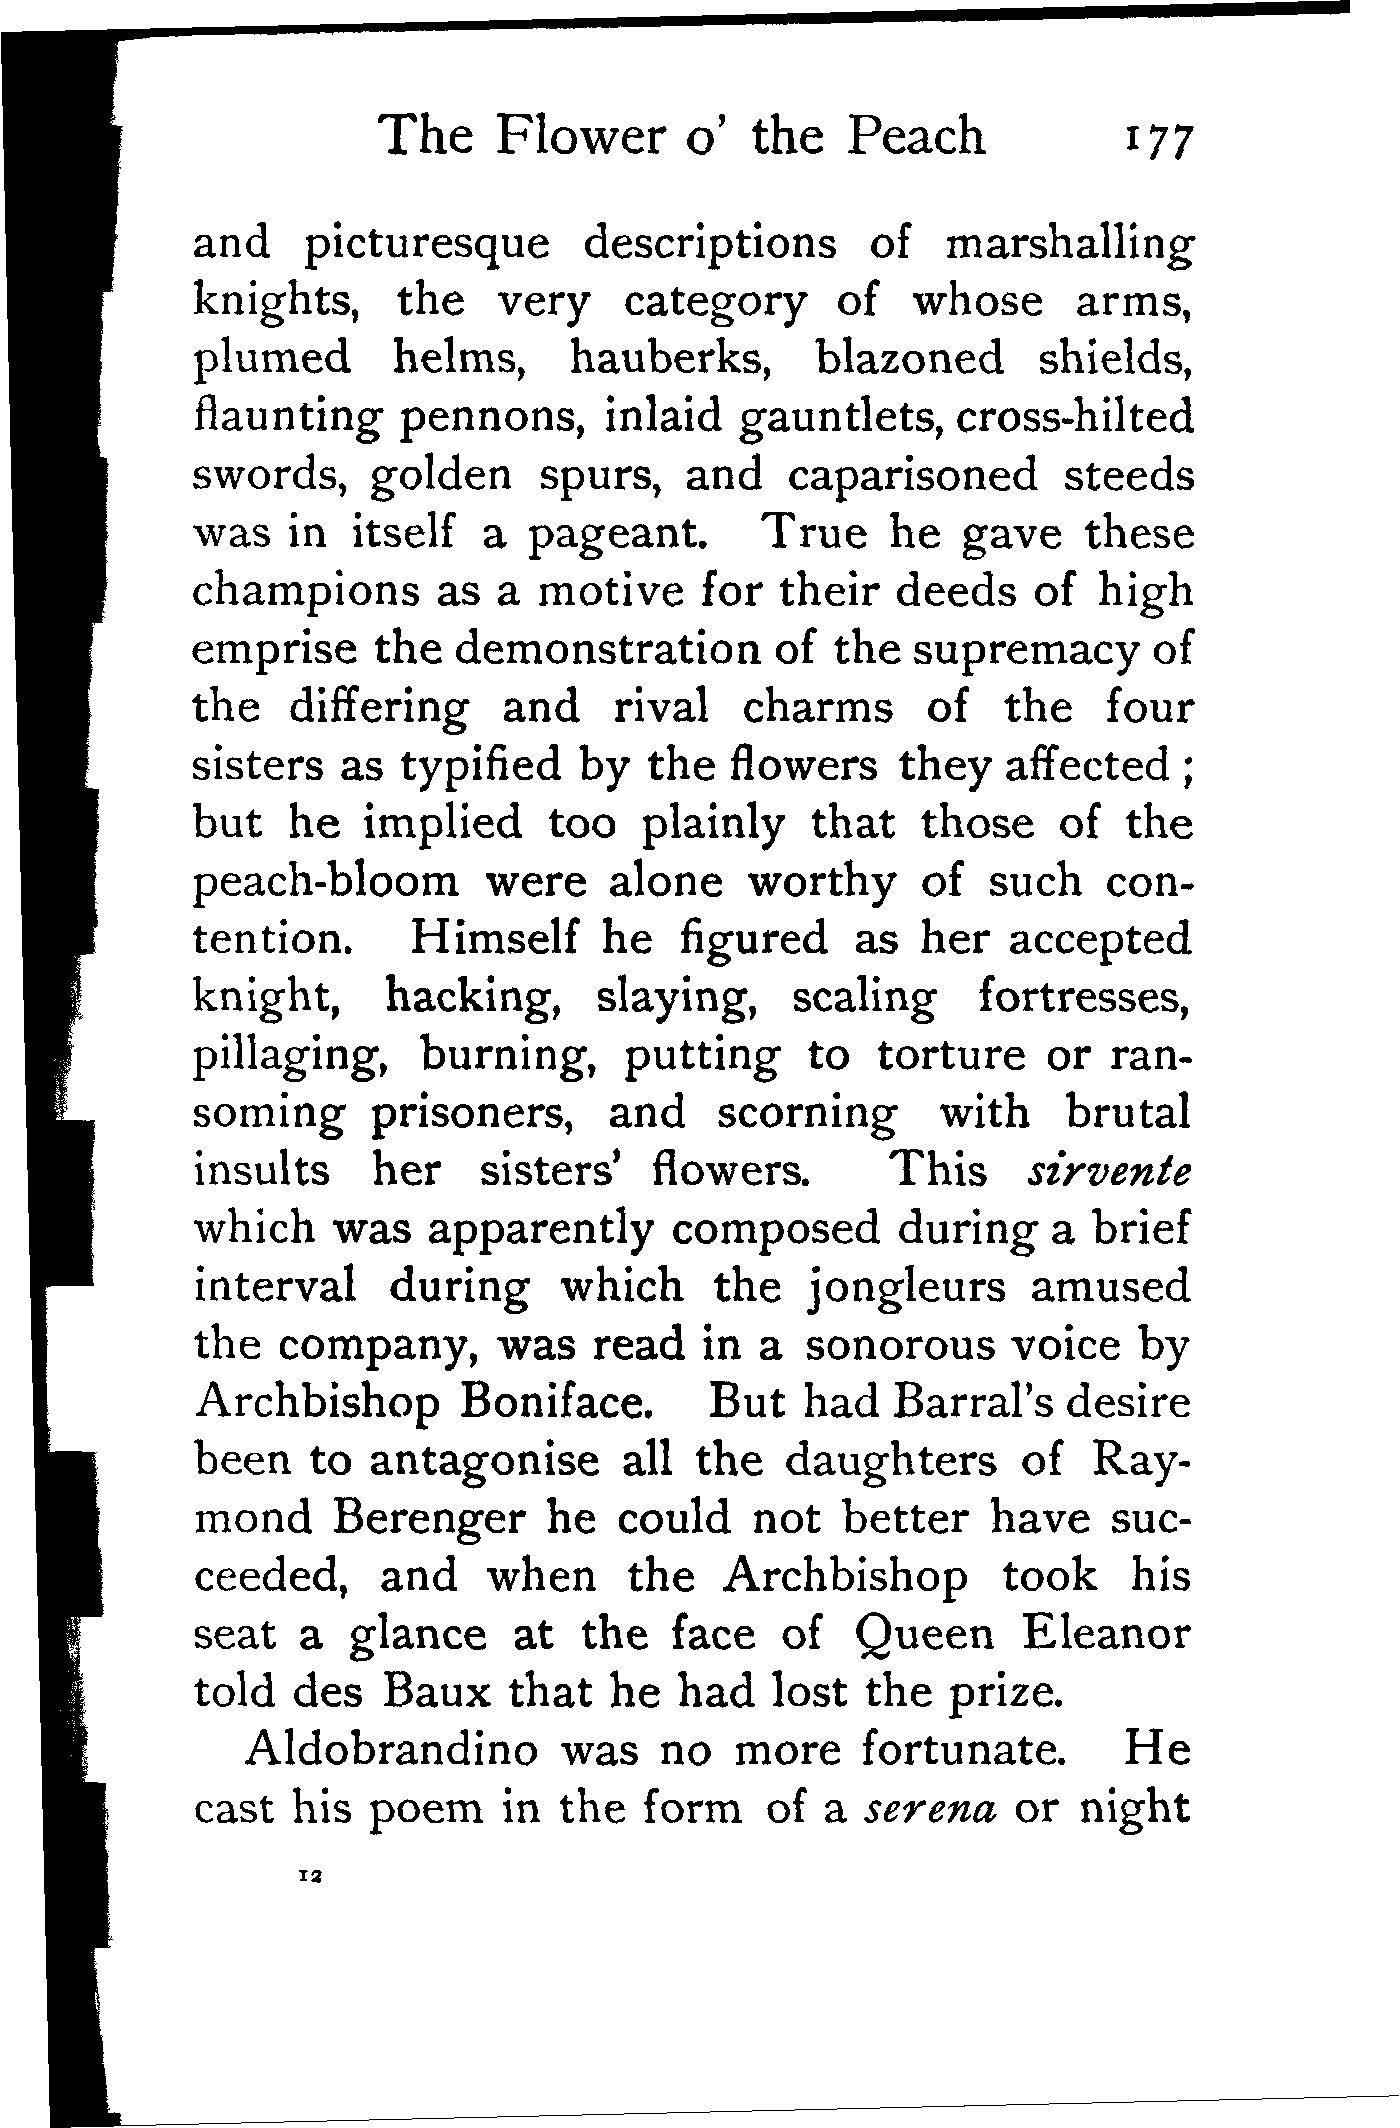 The Flower o' the Peach 177
and picturesque descriptions of marshalling
knights, the very category of whose arms,
plumed helms, hauberks, blazoned shields,
flaunting pennons, inlaid gauntlets, cross-hilted
swords, golden spurs, and caparisoned steeds
was in itself a pageant. True he gave these
champions as a motive for their deeds of high
emprise the demonstration of the supremacy of
the differing and rival charms of the four
sisters as typified by the flowers they affected ;
but he implied too plainly that those of the
peach-bloom were alone worthy of such con-
tention. Himself he figured as her accepted
knight, hacking, slaying, scaling fortresses,
pillaging, burning, putting to torture or ran-
soming prisoners, and scorning with brutal
insults her sisters' flowers. This sirvente
which was apparently composed during a brief
interval during which the jongleurs amused
the company, was read in a sonorous voice by
Archbishop Boniface. But had Barral's desire
been to antagonise all the daughters of Ray-
mond Berenger he could not better have suc-
ceeded, and when the Archbishop took his
seat a glance at the face of Queen Eleanor
told des Baux that he had lost the prize.
Aldobrandino was no more fortunate. He
cast his poem in the form of a serena or night
12